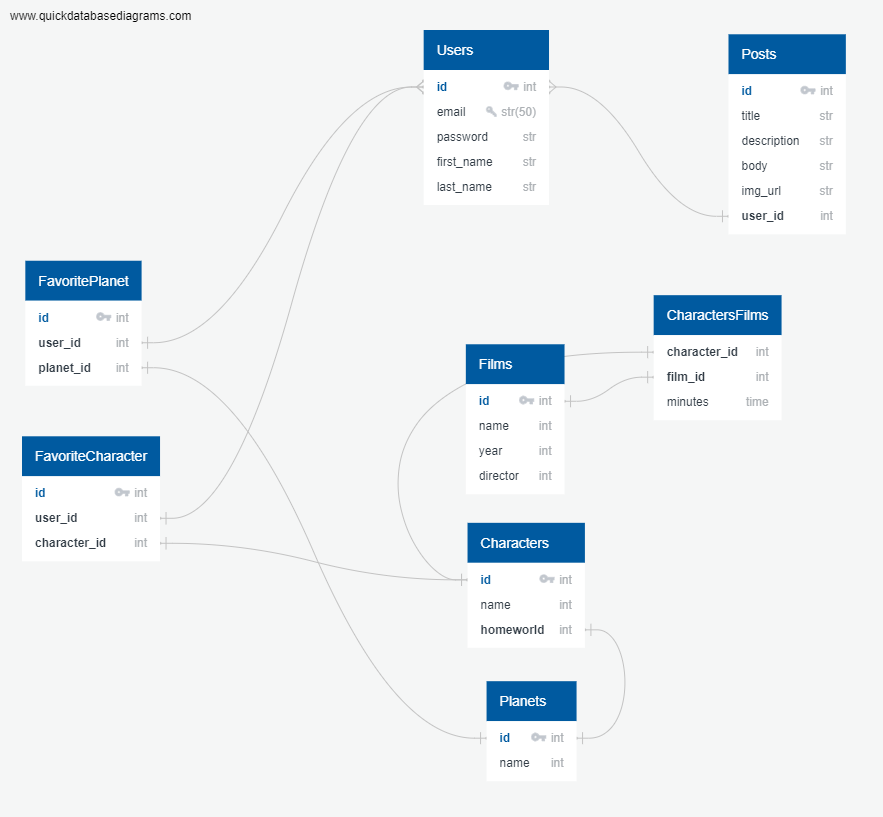 www.quickdatabasediagrams.com
Users
id int
email str(50)
password str
first_name str
last_name str
Posts
id int
title str
description str
body str
img_url str
user_id int
FavoritePlanet
id int
user_id int
planet_id int
CharactersFilms
character_id int
film_id int
minutes time
Films
id int
name int
year int
director int
FavoriteCharacter
id int
user_id int
character_id int
Characters
id int
name int
homeworld int
Planets
id int
name int